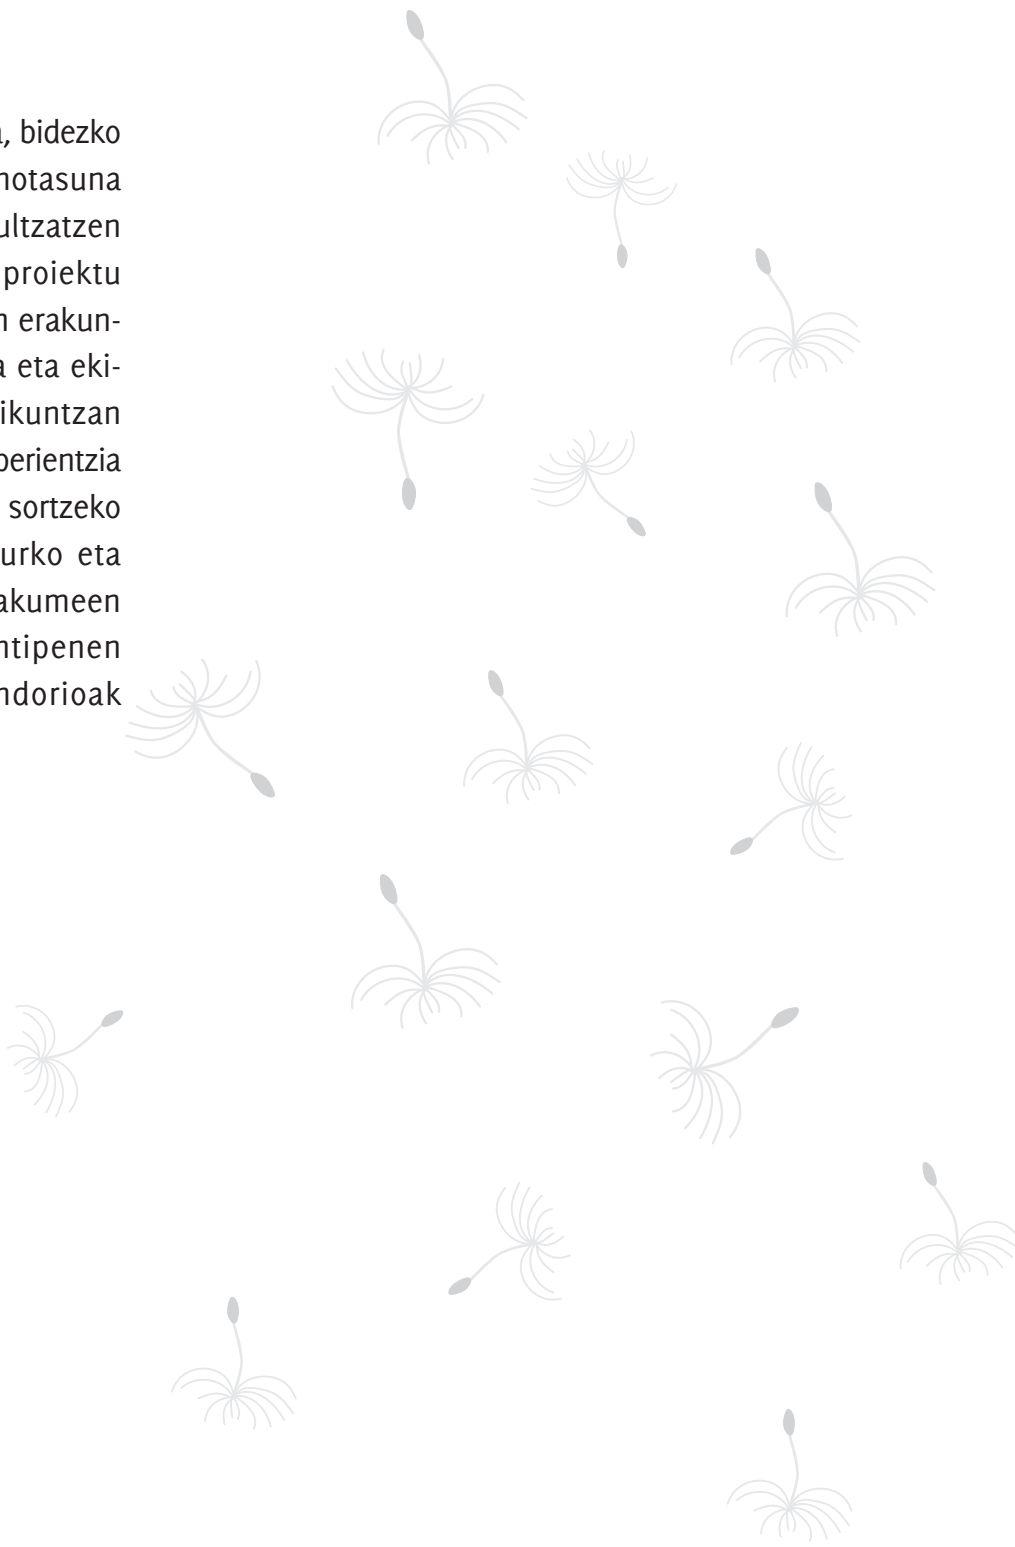 , bidezko
notasuna
ultzatzen
proiektu
erakun-
eta eki-
ikuntzan
perientzia
sortzeko
urko eta
akumeen
ntipenen
ndorioak